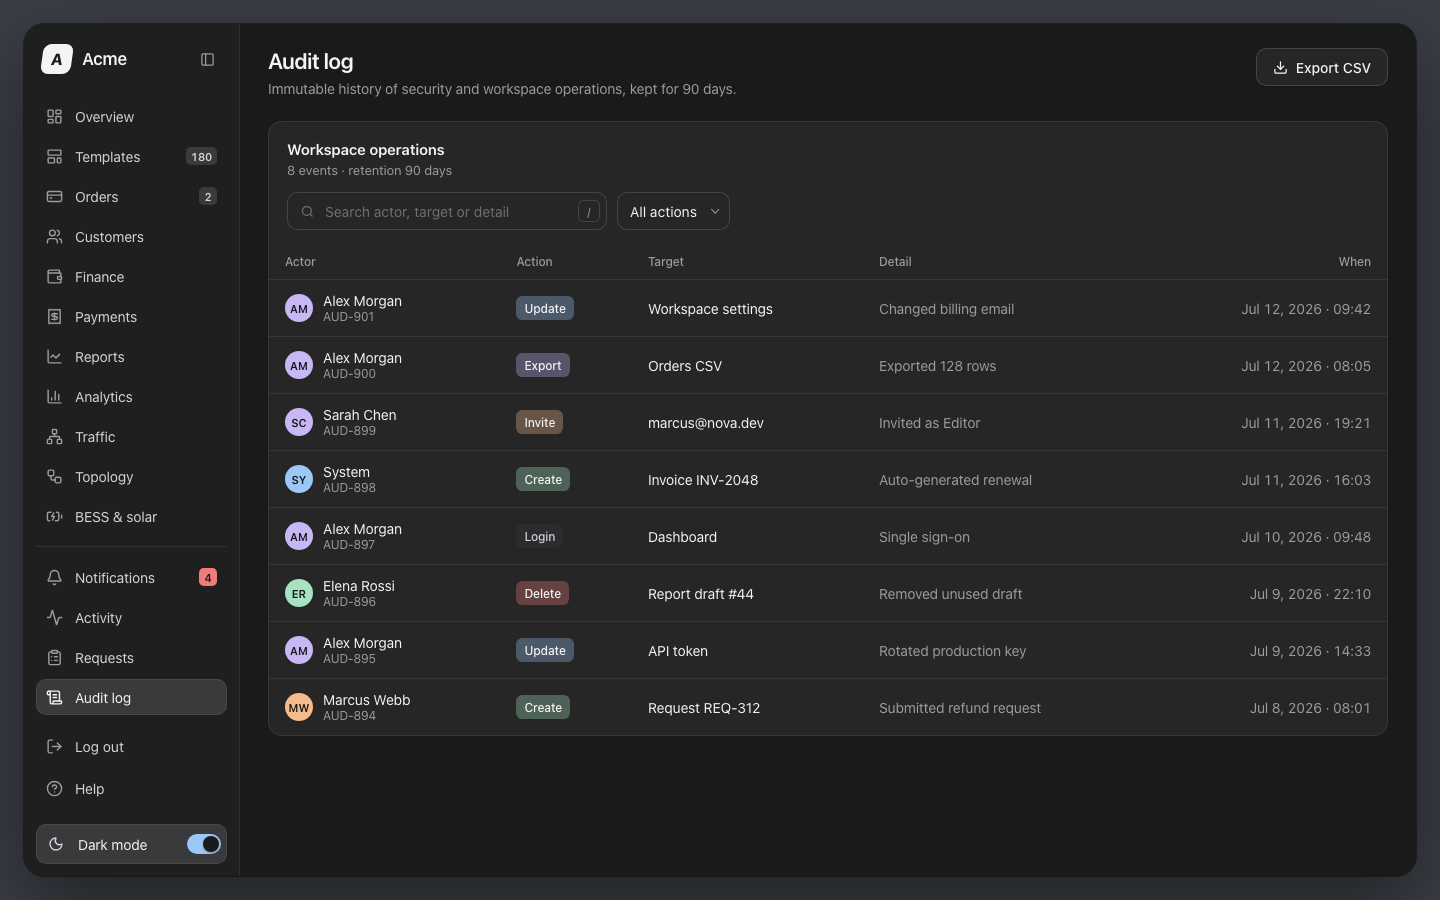 A Acme
Overview
Templates 180
Orders 2
Customers
Finance
Payments
Reports
Analytics
Traffic
Topology
BESS & solar
Notifications 4
Activity
Requests
Audit log
Log out
Help
Dark mode
Audit log
Immutable history of security and workspace operations, kept for 90 days.
Export CSV
Workspace operations
8 events · retention 90 days
Search actor, target or detail /
All actions
Actor Action Target Detail When
AM Alex Morgan AUD-901 Update Workspace settings Changed billing email Jul 12, 2026 · 09:42
AM Alex Morgan AUD-900 Export Orders CSV Exported 128 rows Jul 12, 2026 · 08:05
SC Sarah Chen AUD-899 Invite marcus@nova.dev Invited as Editor Jul 11, 2026 · 19:21
SY System AUD-898 Create Invoice INV-2048 Auto-generated renewal Jul 11, 2026 · 16:03
AM Alex Morgan AUD-897 Login Dashboard Single sign-on Jul 10, 2026 · 09:48
ER Elena Rossi AUD-896 Delete Report draft #44 Removed unused draft Jul 9, 2026 · 22:10
AM Alex Morgan AUD-895 Update API token Rotated production key Jul 9, 2026 · 14:33
MW Marcus Webb AUD-894 Create Request REQ-312 Submitted refund request Jul 8, 2026 · 08:01